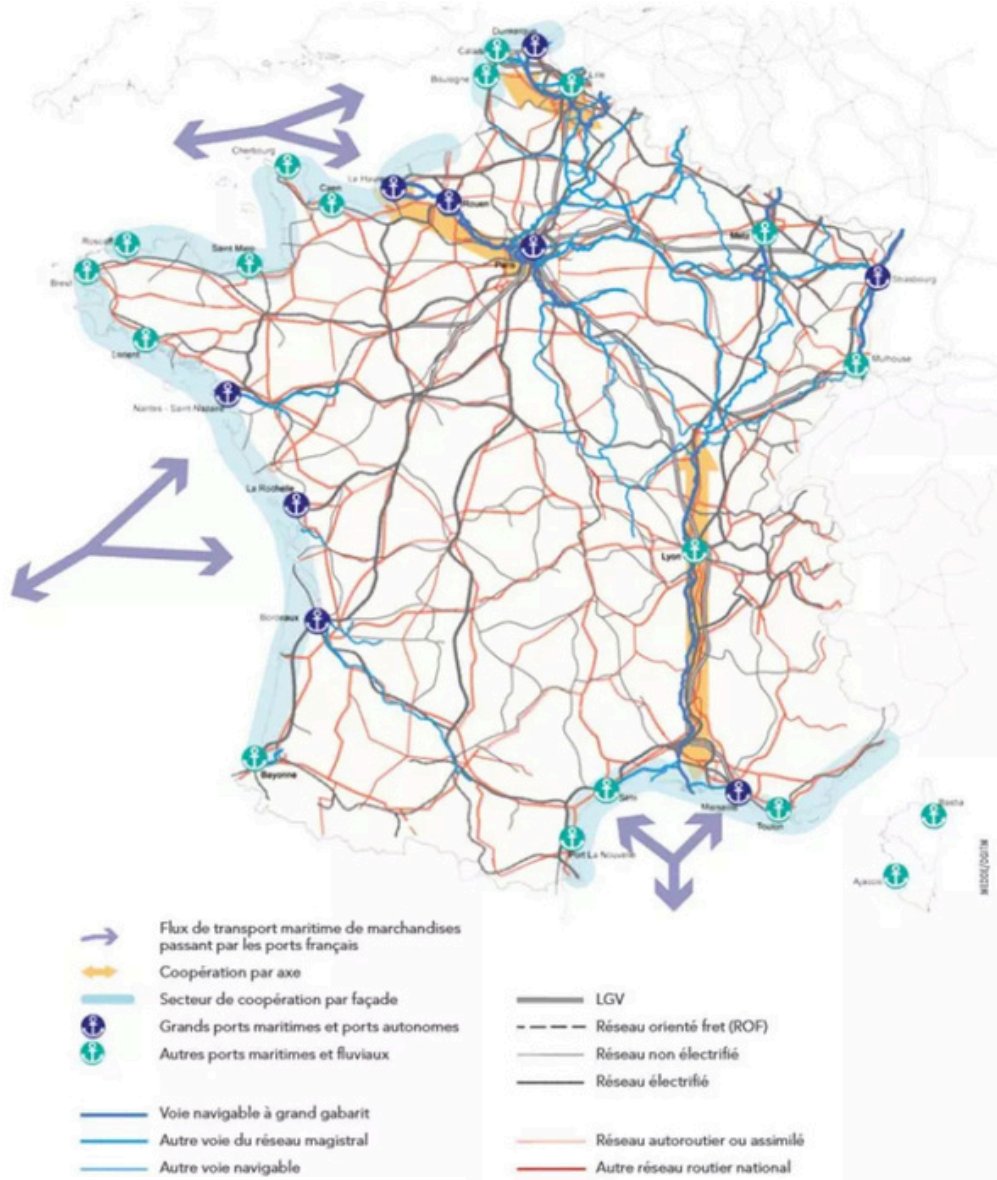 Dunkerque
Calais
Boulogne
Lille
Cherbourg
Caen
Le Havre
Rouen
Paris
Metz
Strasbourg
Mulhouse
Roscoff
Saint Malo
Brest
Lorient
Nantes - Saint-Nazaire
La Rochelle
Lyon
Bordeaux
Bayonne
Sète
Marseille
Toulon
Port La Nouvelle
Bastia
Ajaccio
MEDDE/DGITM
Flux de transport maritime de marchandises
passant par les ports français
Coopération par axe
Secteur de coopération par façade
Grands ports maritimes et ports autonomes
Autres ports maritimes et fluviaux
Voie navigable à grand gabarit
Autre voie du réseau magistral
Autre voie navigable
LGV
Réseau orienté fret (ROF)
Réseau non électrifié
Réseau électrifié
Réseau autoroutier ou assimilé
Autre réseau routier national